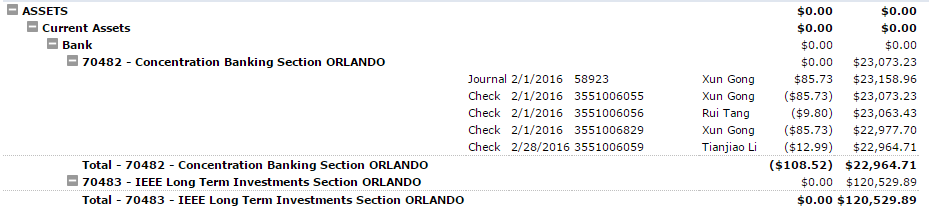 ASSETS $0.00 $0.00
Current Assets $0.00 $0.00
Bank $0.00 $0.00
70482 - Concentration Banking Section ORLANDO $0.00 $23,073.23
Journal 2/1/2016 58923 Xun Gong $85.73 $23,158.96
Check 2/1/2016 3551006055 Xun Gong ($85.73) $23,073.23
Check 2/1/2016 3551006056 Rui Tang ($9.80) $23,063.43
Check 2/1/2016 3551006829 Xun Gong ($85.73) $22,977.70
Check 2/28/2016 3551006059 Tianjiao Li ($12.99) $22,964.71
Total - 70482 - Concentration Banking Section ORLANDO ($108.52) $22,964.71
70483 - IEEE Long Term Investments Section ORLANDO $0.00 $120,529.89
Total - 70483 - IEEE Long Term Investments Section ORLANDO $0.00 $120,529.89